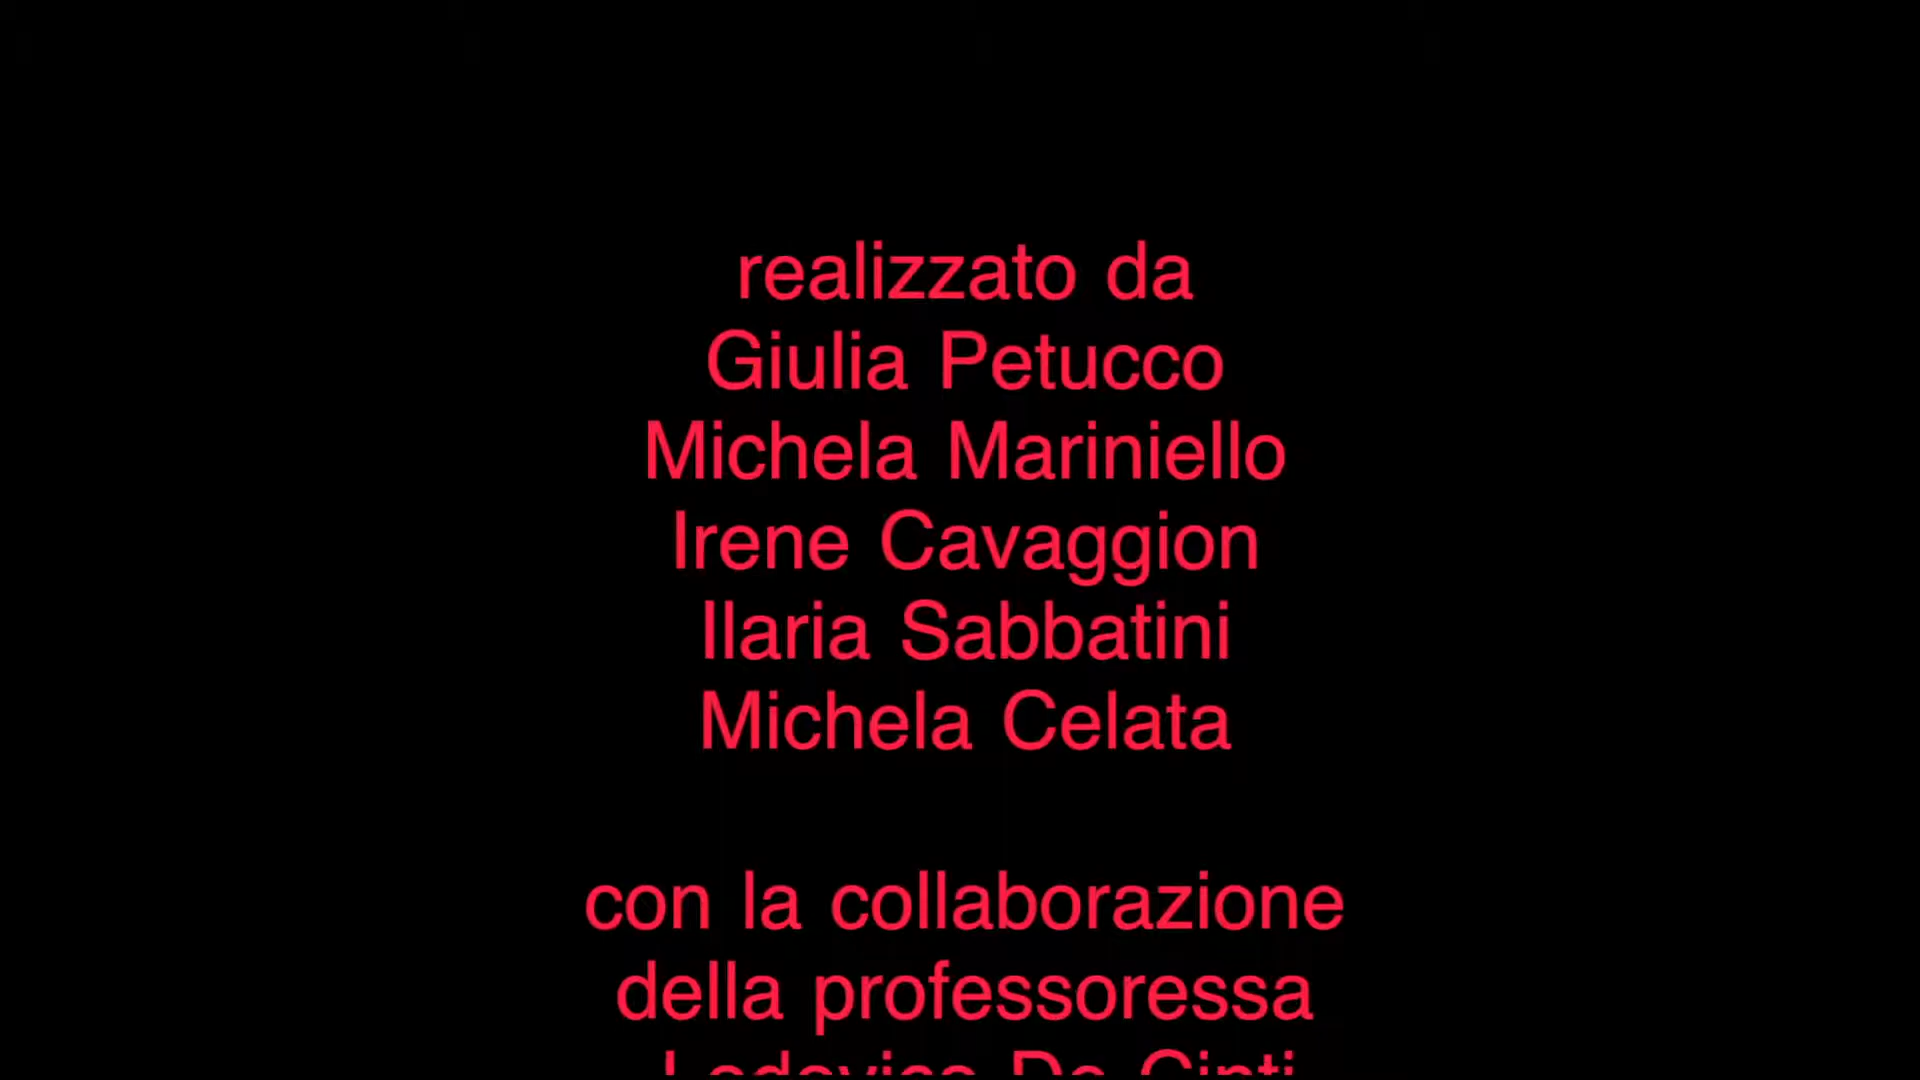 realizzato da
Giulia Petucco
Michela Mariniello
Irene Cavaggion
Ilaria Sabbatini
Michela Celata
con la collaborazione
della professoressa